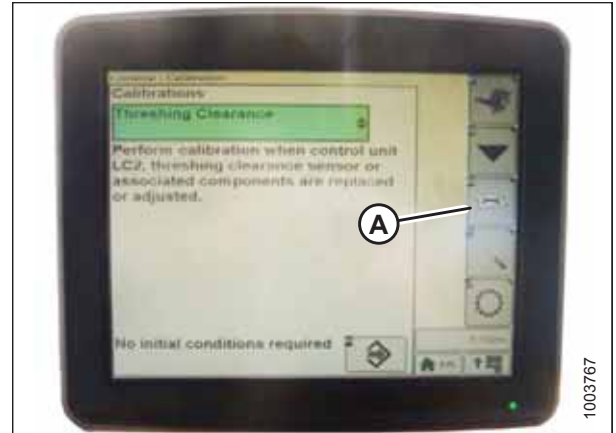 Calibrations
Threshing Clearance
Perform calibration when control unit
LC2, threshing clearance sensor or
associated components are replaced
or adjusted.
A
No initial conditions required
1003767